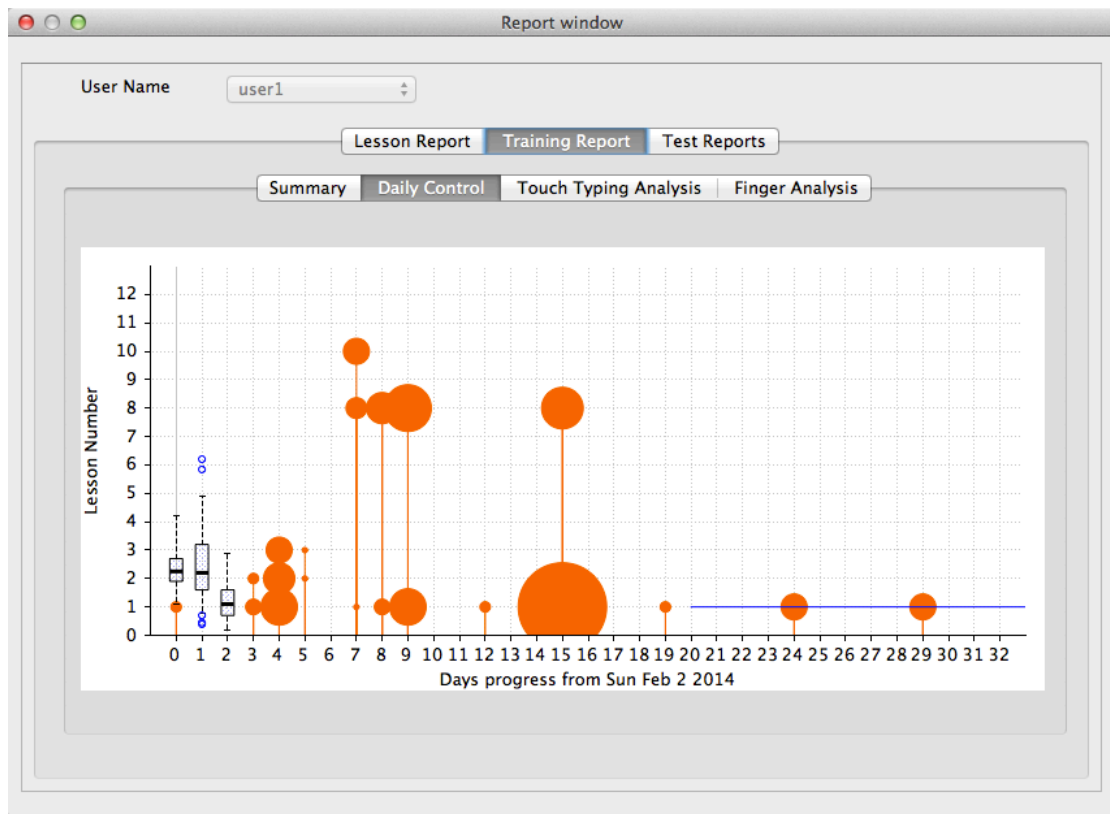 Report window
User Name
user1
Lesson Report Training Report Test Reports
Summary Daily Control Touch Typing Analysis Finger Analysis
12
11
10
9
8
7
6
5
4
3
2
1
0
Lesson Number
0 1 2 3 4 5 6 7 8 9 10 11 12 13 14 15 16 17 18 19 20 21 22 23 24 25 26 27 28 29 30 31 32
Days progress from Sun Feb 2 2014